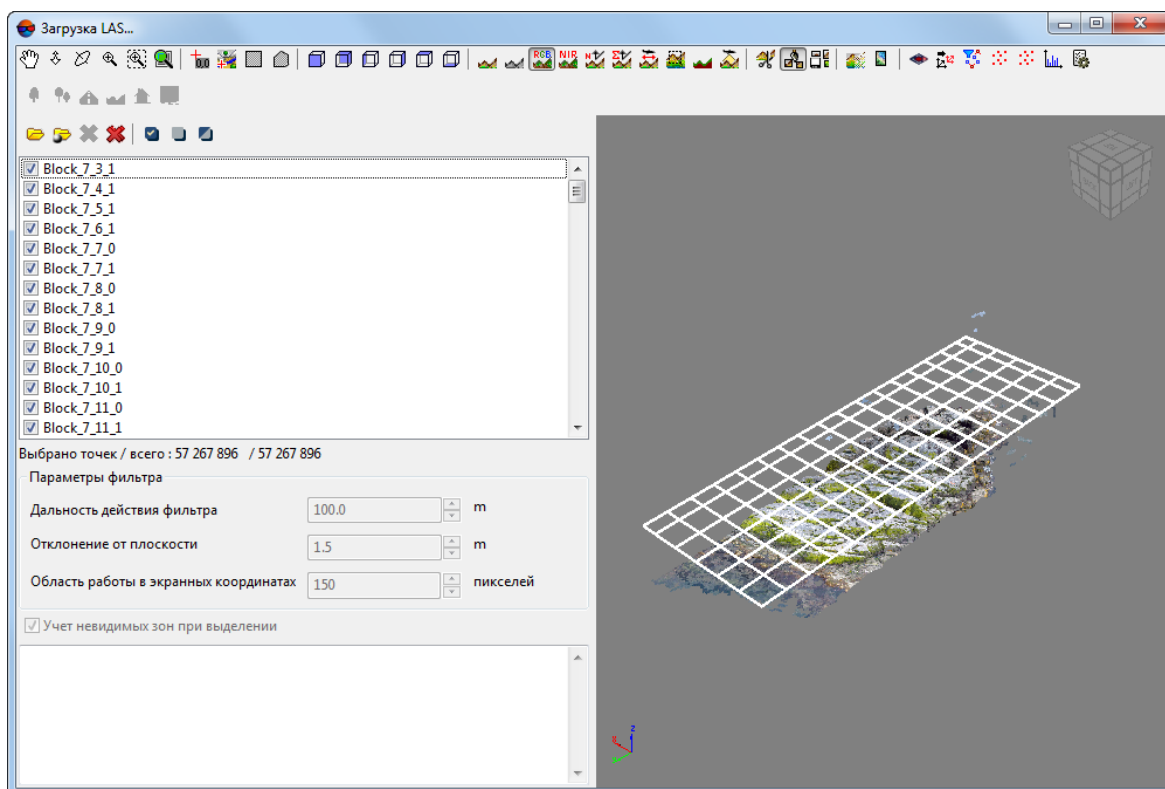 Загрузка LAS...
RGB
NIR
Block_7_3_1
Block_7_4_1
Block_7_5_1
Block_7_6_1
Block_7_7_0
Block_7_7_1
Block_7_8_0
Block_7_8_1
Block_7_9_0
Block_7_9_1
Block_7_10_0
Block_7_10_1
Block_7_11_0
Block_7_11_1
Выбрано точек / всего : 57 267 896 / 57 267 896
Параметры фильтра
Дальность действия фильтра 100.0 m
Отклонение от плоскости 1.5 m
Область работы в экранных координатах 150 пикселей
Учет невидимых зон при выделении
z